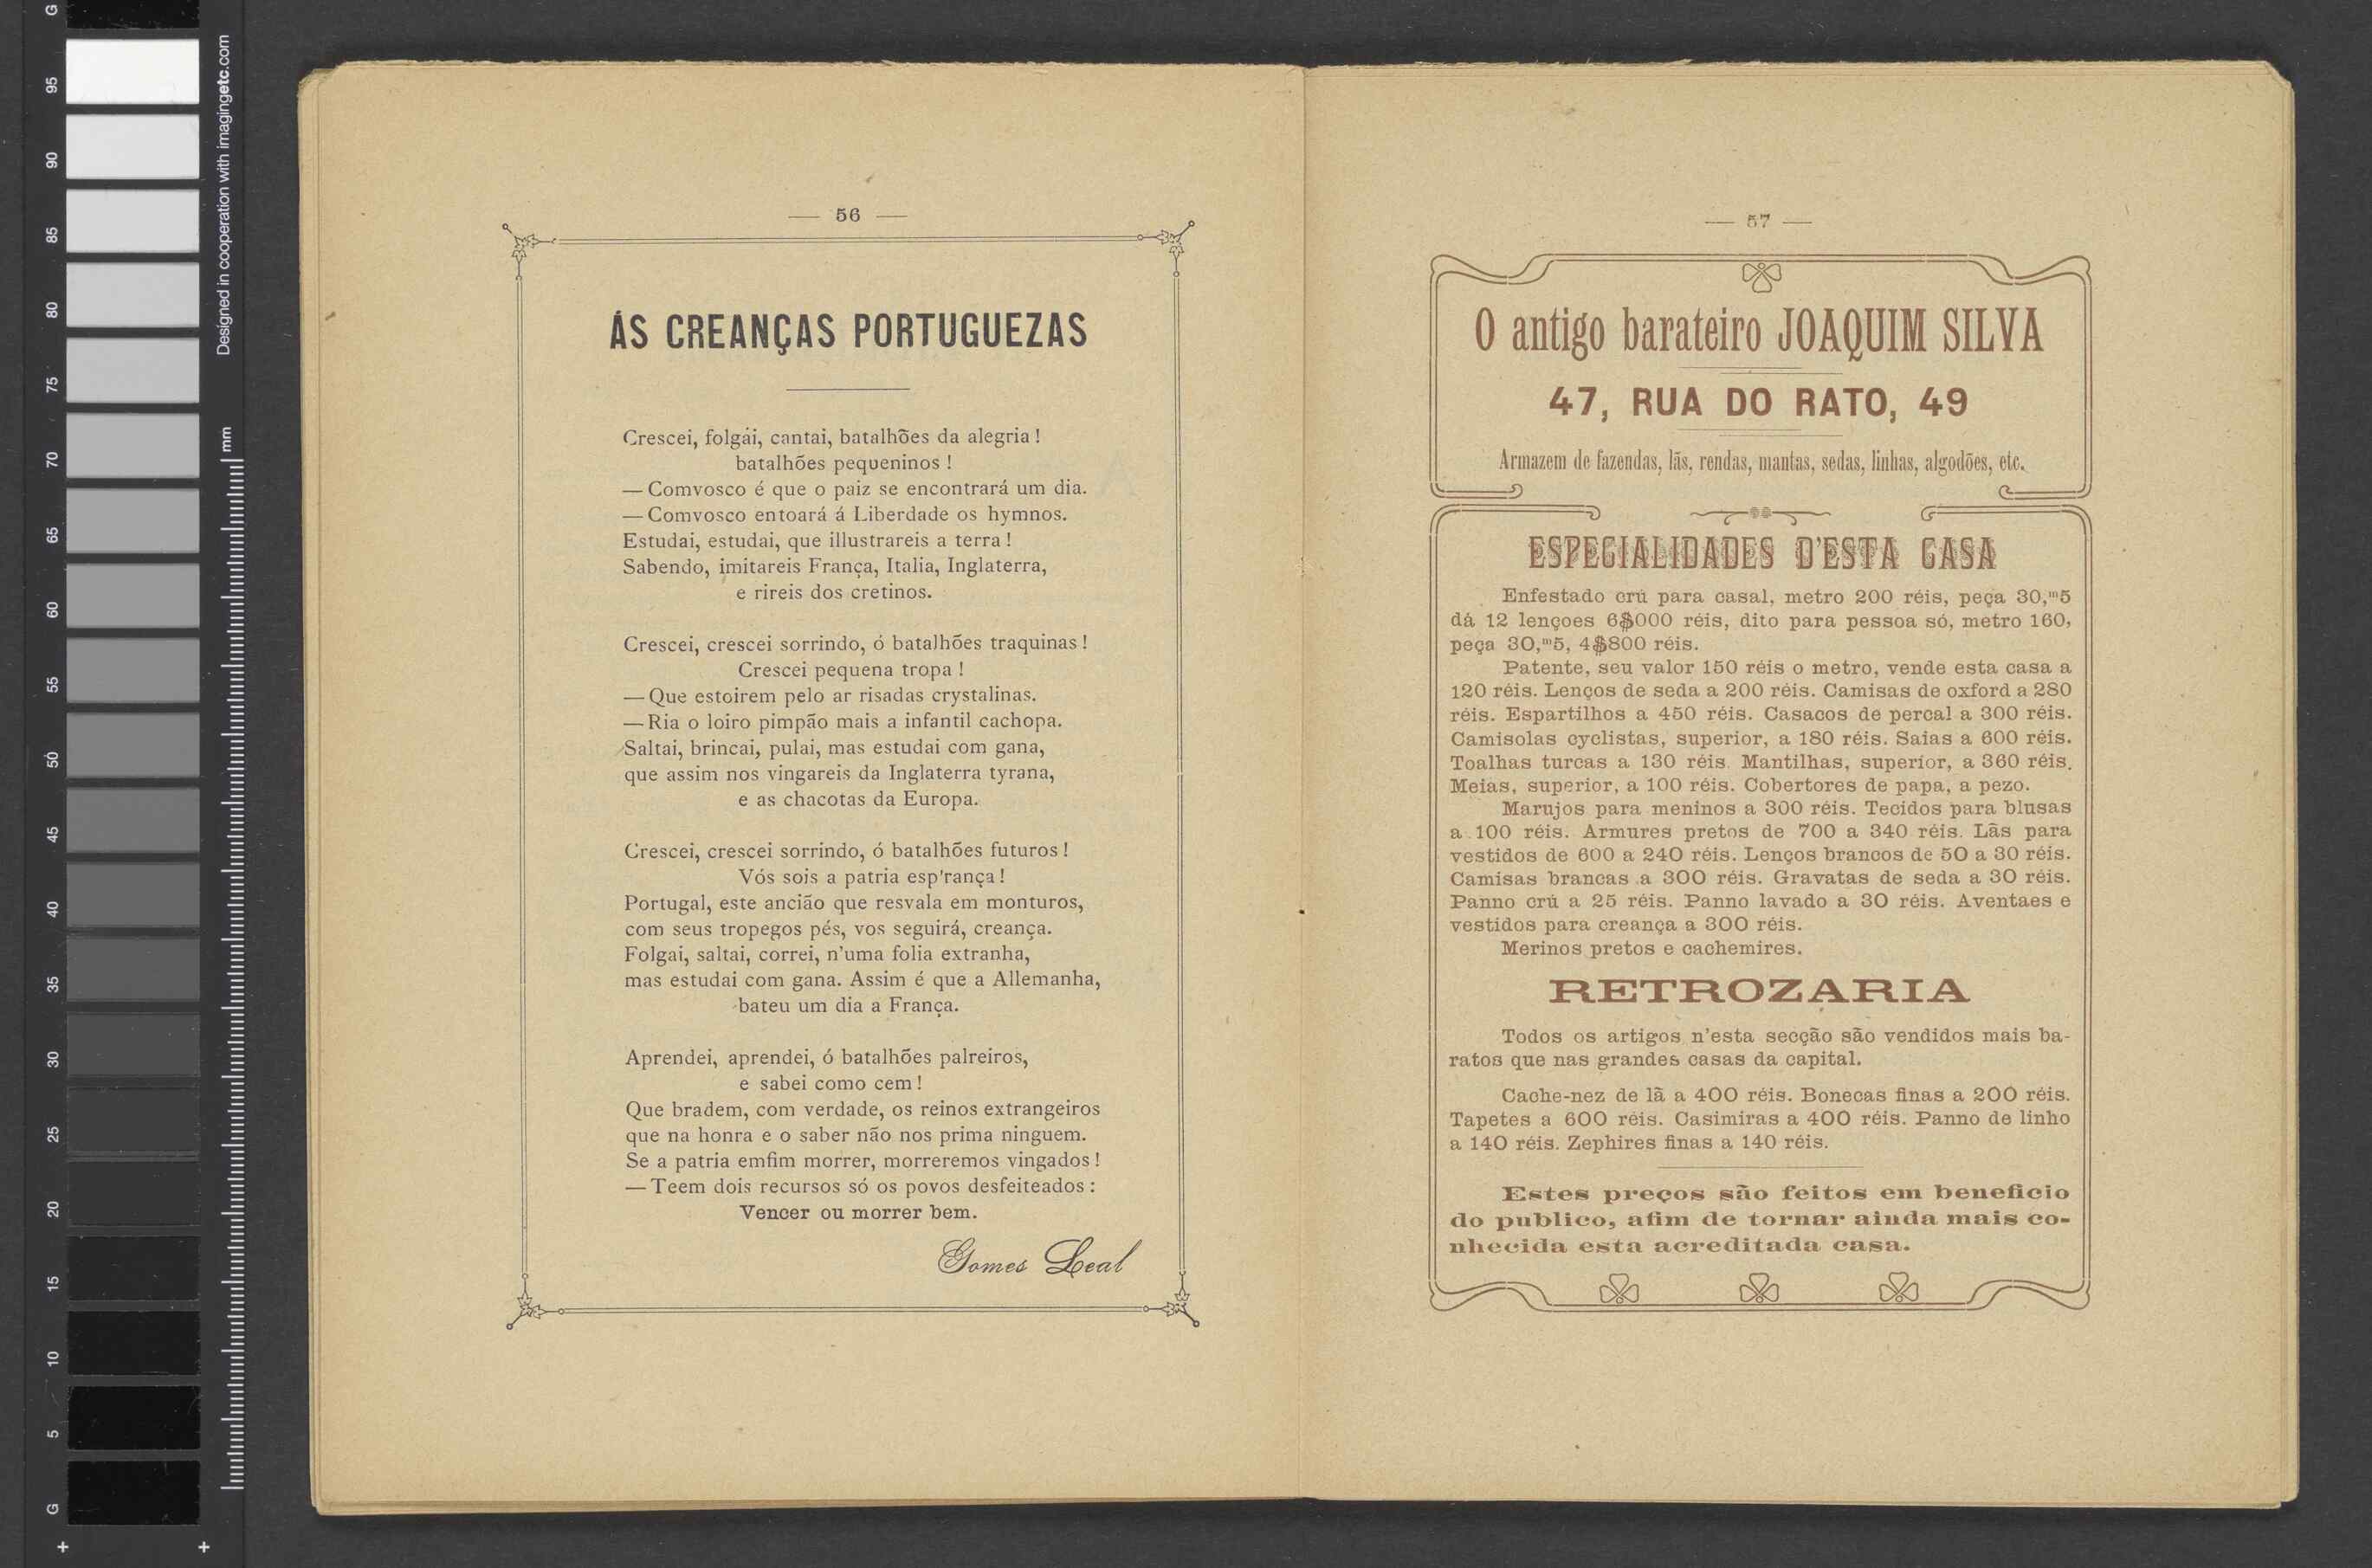 — 56 —
ÁS CREANÇAS PORTUGUEZAS
Crescei, folgái, cantai, batalhões da alegria !
batalhões pequeninos !
— Comvosco é que o paiz se encontrará um dia.
— Comvosco entoará á Liberdade os hymnos.
Estudai, estudai, que illustrareis a terra !
Sabendo, imitareis França, Italia, Inglaterra,
e rireis dos cretinos.
Crescei, crescei sorrindo, ó batalhões traquinas !
Crescei pequena tropa !
— Que estoirem pelo ar risadas crystalinas.
— Ria o loiro pimpão mais a infantil cachopa.
Saltai, brincai, pulai, mas estudai com gana,
que assim nos vingareis da Inglaterra tyrana,
e as chacotas da Europa.
Crescei, crescei sorrindo, ó batalhões futuros !
Vós sois a patria esp'rança !
Portugal, este ancião que resvala em monturos,
com seus tropegos pés, vos seguirá, creança.
Folgai, saltai, correi, n'uma folia extranha,
mas estudai com gana. Assim é que a Allemanha,
bateu um dia a França.
Aprendei, aprendei, ó batalhões palreiros,
e sabei como cem !
Que bradem, com verdade, os reinos extrangeiros
que na honra e o saber não nos prima ninguem.
Se a patria emfim morrer, morreremos vingados !
— Teem dois recursos só os povos desfeiteados :
Vencer ou morrer bem.
Gomes Leal
— 57 —
O antigo barateiro JOAQUIM SILVA
47, RUA DO RATO, 49
Armazem de fazendas, lãs, rendas, mantas, sedas, linhas, algodões, etc.
ESPECIALIDADES D'ESTA CASA
Enfestado crú para casal, metro 200 réis, peça 30,ᵐ5
dá 12 lençoes 6$000 réis, dito para pessoa só, metro 160,
peça 30,ᵐ5, 4$800 réis.
Patente, seu valor 150 réis o metro, vende esta casa a
120 réis. Lenços de seda a 200 réis. Camisas de oxford a 280
réis. Espartilhos a 450 réis. Casacos de percal a 300 réis.
Camisolas cyclistas, superior, a 180 réis. Saias a 600 réis.
Toalhas turcas a 130 réis. Mantilhas, superior, a 360 réis.
Meias, superior, a 100 réis. Cobertores de papa, a pezo.
Marujos para meninos a 300 réis. Tecidos para blusas
a 100 réis. Armures pretos de 700 a 340 réis. Lãs para
vestidos de 600 a 240 réis. Lenços brancos de 50 a 30 réis.
Camisas brancas a 300 réis. Gravatas de seda a 30 réis.
Panno crú a 25 réis. Panno lavado a 30 réis. Aventaes e
vestidos para creança a 300 réis.
Merinos pretos e cachemires.
RETROZARIA
Todos os artigos n'esta secção são vendidos mais ba-
ratos que nas grandes casas da capital.
Cache-nez de lã a 400 réis. Bonecas finas a 200 réis.
Tapetes a 600 réis. Casimiras a 400 réis. Panno de linho
a 140 réis. Zephires finas a 140 réis.
Estes preços são feitos em beneficio
do publico, afim de tornar ainda mais co-
nhecida esta acreditada casa.
G 95 90 85 80 75 70 65 60 55 50 45 40 35 30 25 20 15 10 5 G
Designed in cooperation with imagingetc.com
mm